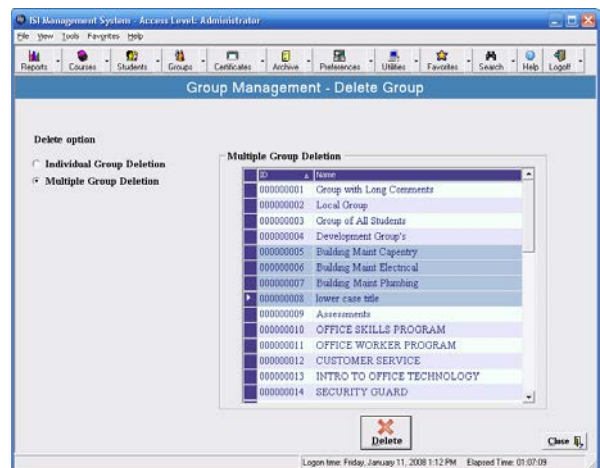 ISI Management System - Access Level: Administrator
File View Tools Favorites Help
Reports Courses Students Groups Certificates Archive Preferences Utilities Favorites Search Help Logoff
Group Management - Delete Group
Delete option
Individual Group Deletion
Multiple Group Deletion
Multiple Group Deletion
ID Name
000000001 Group with Long Comments
000000002 Local Group
000000003 Group of All Students
000000004 Development Group's
000000005 Building Maint Capentry
000000006 Building Maint Electrical
000000007 Building Maint Plumbing
000000008 lower case title
000000009 Assessments
000000010 OFFICE SKILLS PROGRAM
000000011 OFFICE WORKER PROGRAM
000000012 CUSTOMER SERVICE
000000013 INTRO TO OFFICE TECHNOLOGY
000000014 SECURITY GUARD
Delete
Close
Logon time: Friday, January 11, 2008 1:12 PM Elapsed Time: 01:07:09